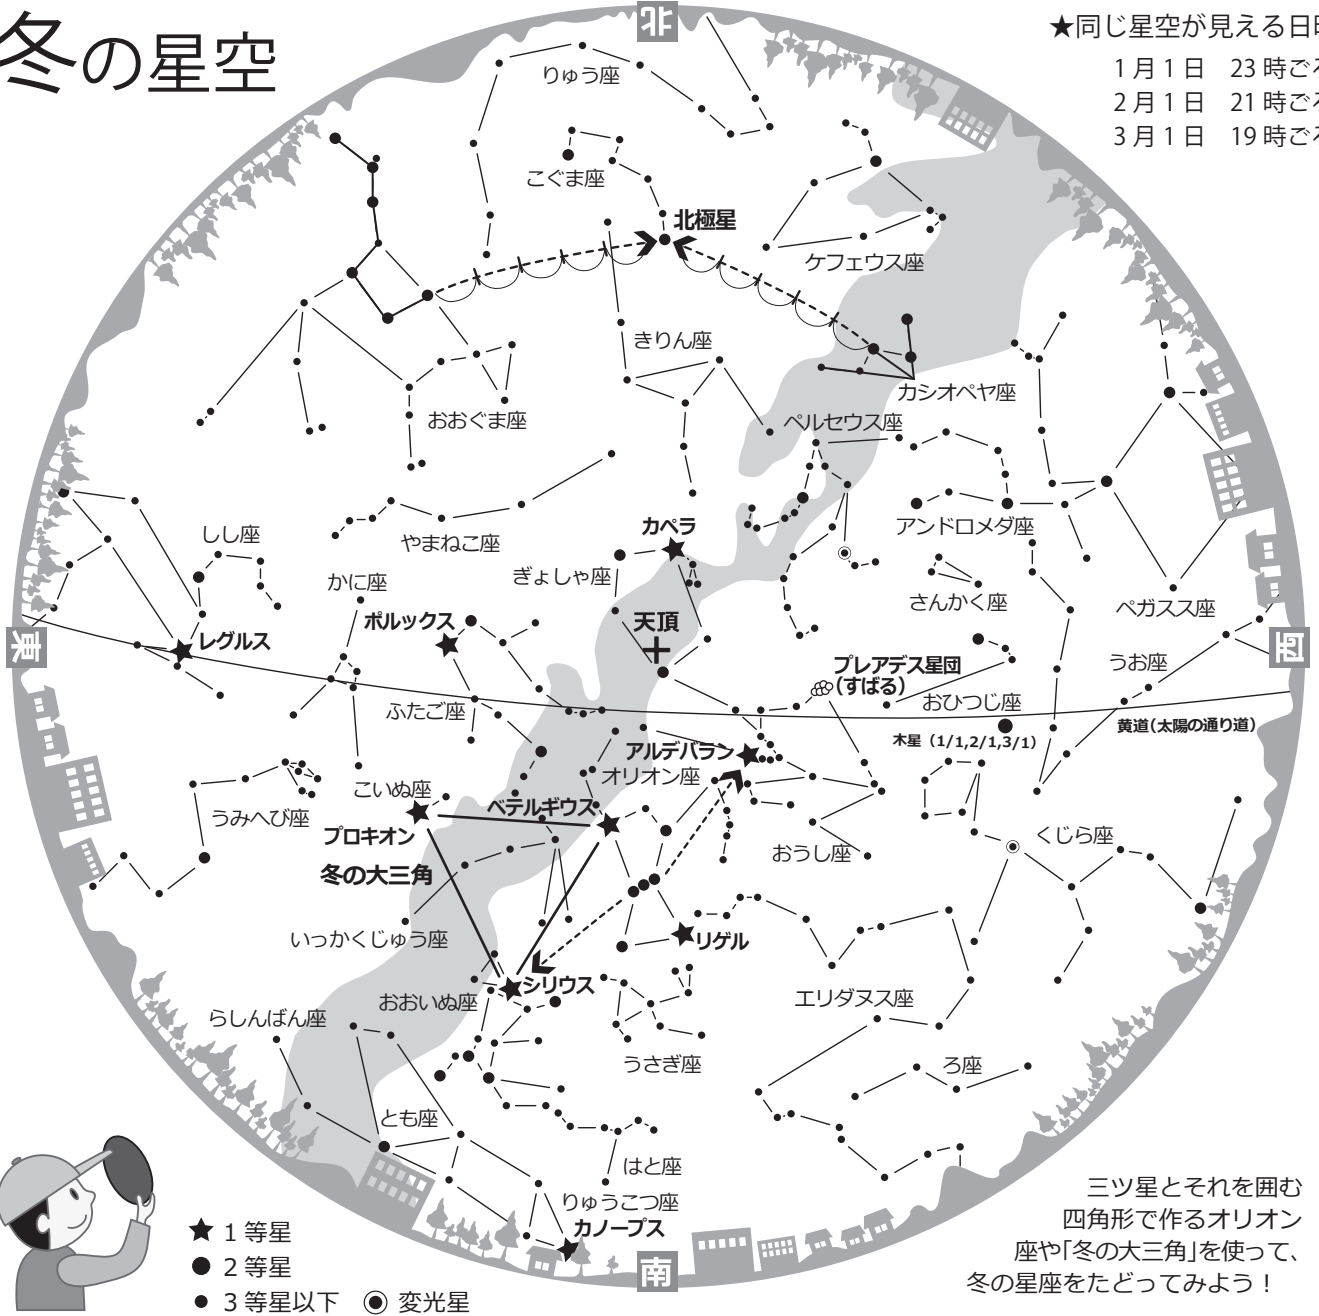 冬の星空
★同じ星空が見える日
1月1日 23時ごろ
2月1日 21時ごろ
3月1日 19時ごろ
北
りゅう座
こぐま座
北極星
ケフェウス座
きりん座
カシオペヤ座
おおぐま座
ペルセウス座
しし座
やまねこ座
カペラ
アンドロメダ座
かに座
ぎょしゃ座
さんかく座
ペガスス座
東
レグルス
ポルックス
天頂
西
プレアデス星団
(すばる)
うお座
ふたご座
おひつじ座
黄道(太陽の通り道)
木星(1/1,2/1,3/1)
アルデバラン
オリオン座
こいぬ座
うみへび座
プロキオン
ベテルギウス
おうし座
くじら座
冬の大三角
いっかくじゅう座
リゲル
シリウス
おおいぬ座
エリダヌス座
らしんばん座
うさぎ座
ろ座
とも座
はと座
りゅうこつ座
カノープス
南
★1等星
●2等星
●3等星以下 ◉変光星
三ツ星とそれを囲む
四角形で作るオリオン
座や「冬の大三角」を使って、
冬の星座をたどってみよう!